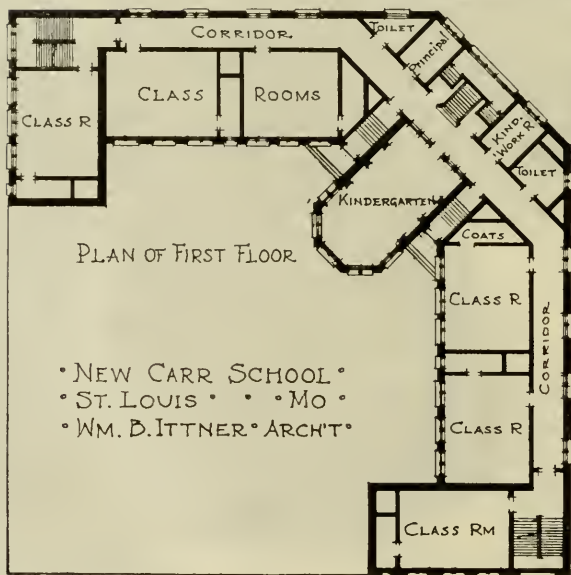 TOILET
CORRIDOR
Principal
CLASS ROOMS
CLASS R
KIND.
WORK R
TOILET
KINDERGARTEN
COATS
PLAN OF FIRST FLOOR
CLASS R
CORRIDOR
• NEW CARR SCHOOL •
• ST. LOUIS • • • MO •
• WM. B. ITTNER • ARCH'T •
CLASS R
CLASS RM